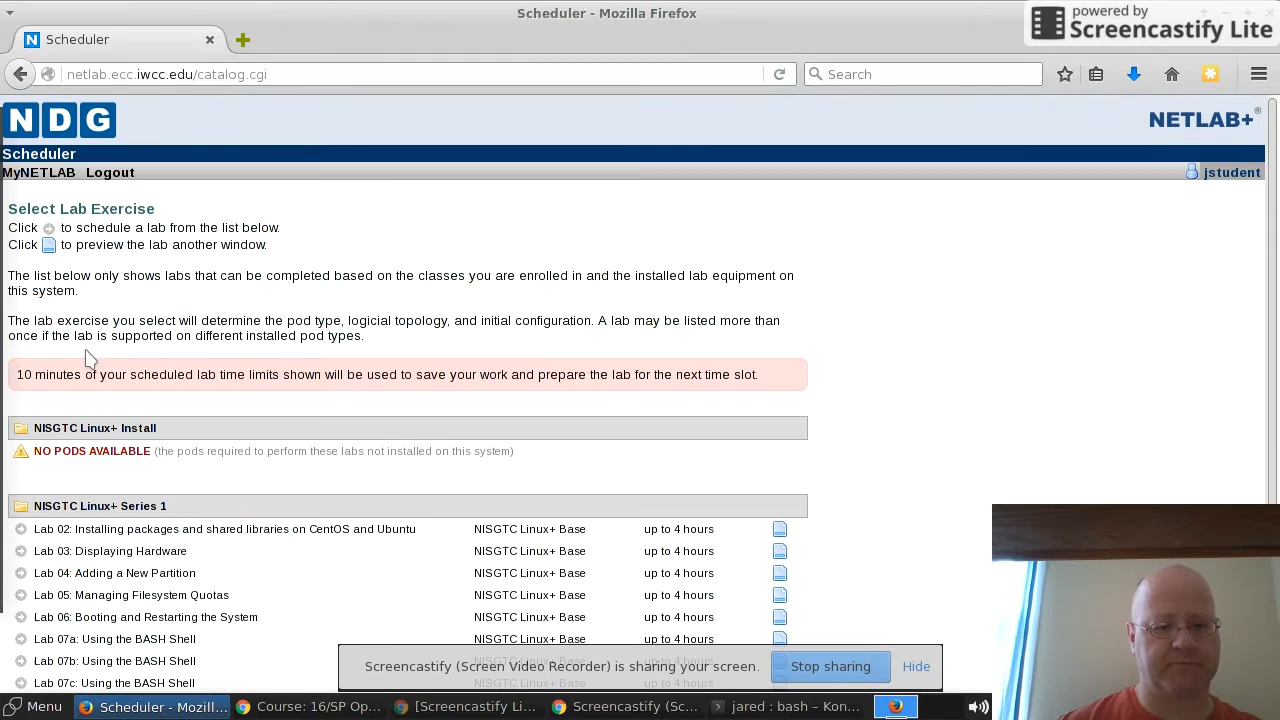 Scheduler - Mozilla Firefox
powered by
Screencastify Lite
N Scheduler
netlab.ecc.iwcc.edu/catalog.cgi
Search
NDG
NETLAB+®
Scheduler
MyNETLAB Logout
jstudent
Select Lab Exercise
Click to schedule a lab from the list below.
Click to preview the lab another window.
The list below only shows labs that can be completed based on the classes you are enrolled in and the installed lab equipment on
this system.
The lab exercise you select will determine the pod type, logicial topology, and initial configuration. A lab may be listed more than
once if the lab is supported on different installed pod types.
10 minutes of your scheduled lab time limits shown will be used to save your work and prepare the lab for the next time slot.
NISGTC Linux+ Install
NO PODS AVAILABLE (the pods required to perform these labs not installed on this system)
NISGTC Linux+ Series 1
Lab 02: Installing packages and shared libraries on CentOS and Ubuntu NISGTC Linux+ Base up to 4 hours
Lab 03: Displaying Hardware NISGTC Linux+ Base up to 4 hours
Lab 04: Adding a New Partition NISGTC Linux+ Base up to 4 hours
Lab 05: Managing Filesystem Quotas NISGTC Linux+ Base up to 4 hours
Lab 06: Booting and Restarting the System NISGTC Linux+ Base up to 4 hours
Lab 07a: Using the BASH Shell NISGTC Linux+ Base up to 4 hours
Lab 07b: Using the BASH Shell
Lab 07c: Using the BASH Shell
Screencastify (Screen Video Recorder) is sharing your screen. Stop sharing Hide
Menu Scheduler - Mozill... Course: 16/SP Op... [Screencastify Li... Screencastify (Sc... jared : bash – Kon...